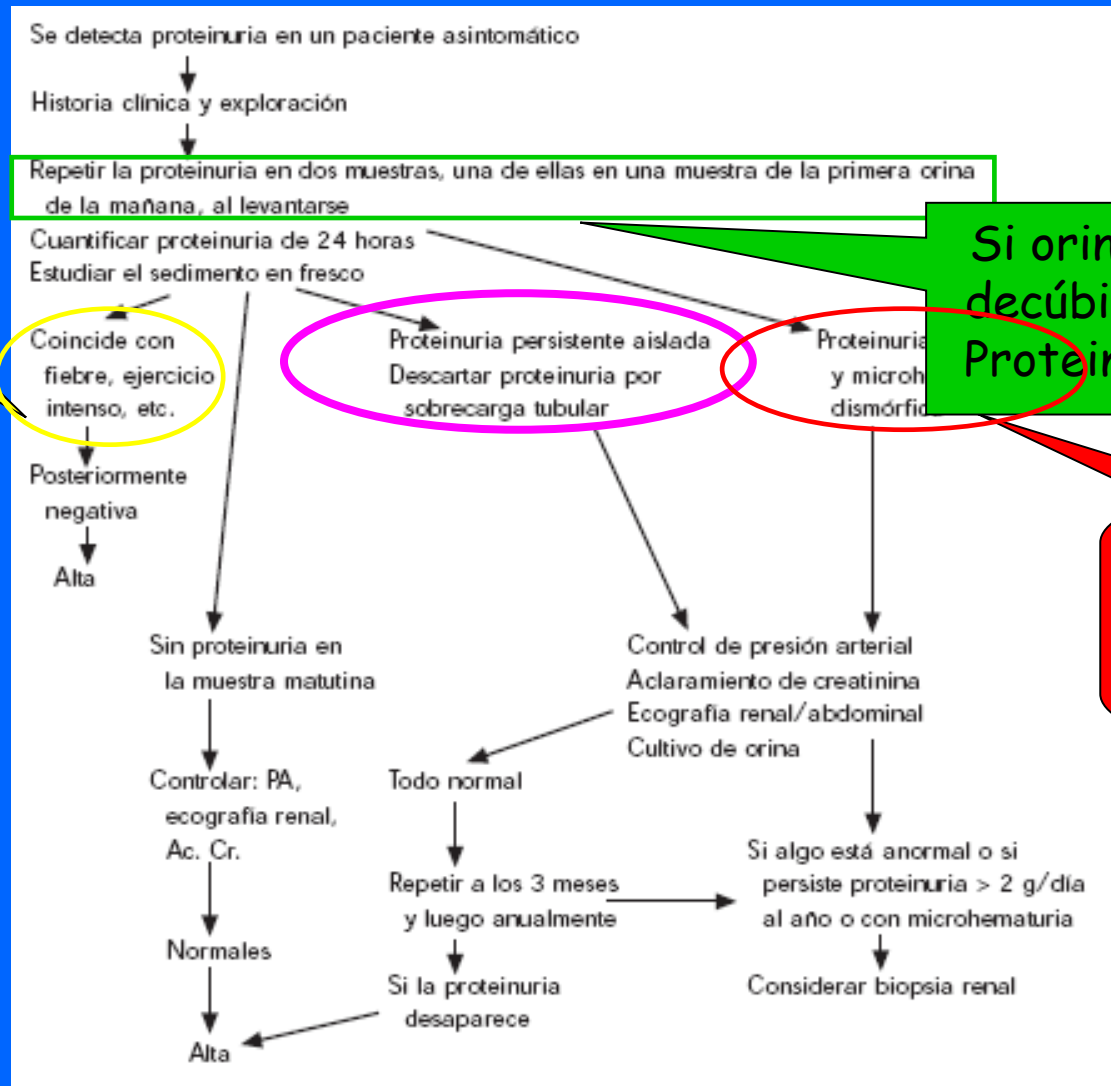 Se detecta proteinuria en un paciente asintomático
Historia clínica y exploración
Repetir la proteinuria en dos muestras, una de ellas en una muestra de la primera orina
de la mañana, al levantarse
Cuantificar proteinuria de 24 horas
Estudiar el sedimento en fresco
Si
decúbi
Coincide con
fiebre, ejercicio
intenso, etc.
Proteinuria persistente aislada
Descartar proteinuria por
sobrecarga tubular
Proteinuria
y
Posteriormente
negativa
Alta
Sin proteinuria en
la muestra matutina
Control de presión arterial
Aclaramiento de creatinina
Ecografía renal/abdominal
Cultivo de orina
Controlar: PA,
ecografía renal,
Ac. Cr.
Todo normal
Repetir a los 3 meses
y luego anualmente
Si algo está anormal o si
persiste proteinuria > 2 g/día
al año o con microhematuria
Normales
Si la proteinuria
desaparece
Considerar biopsia renal
Alta